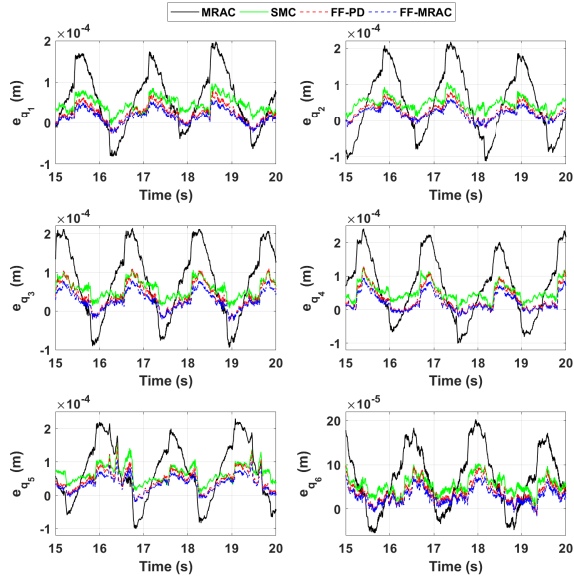 MRAC SMC FF-PD FF-MRAC
×10⁻⁴
2
1
0
-1
e_q₁ (m)
15 16 17 18 19 20
Time (s)
×10⁻⁴
2
1
0
-1
e_q₂ (m)
15 16 17 18 19 20
Time (s)
×10⁻⁴
2
1
0
-1
e_q₃ (m)
15 16 17 18 19 20
Time (s)
×10⁻⁴
2
1
0
-1
e_q₄ (m)
15 16 17 18 19 20
Time (s)
×10⁻⁴
2
1
0
-1
e_q₅ (m)
15 16 17 18 19 20
Time (s)
×10⁻⁵
20
10
0
e_q₆ (m)
15 16 17 18 19 20
Time (s)